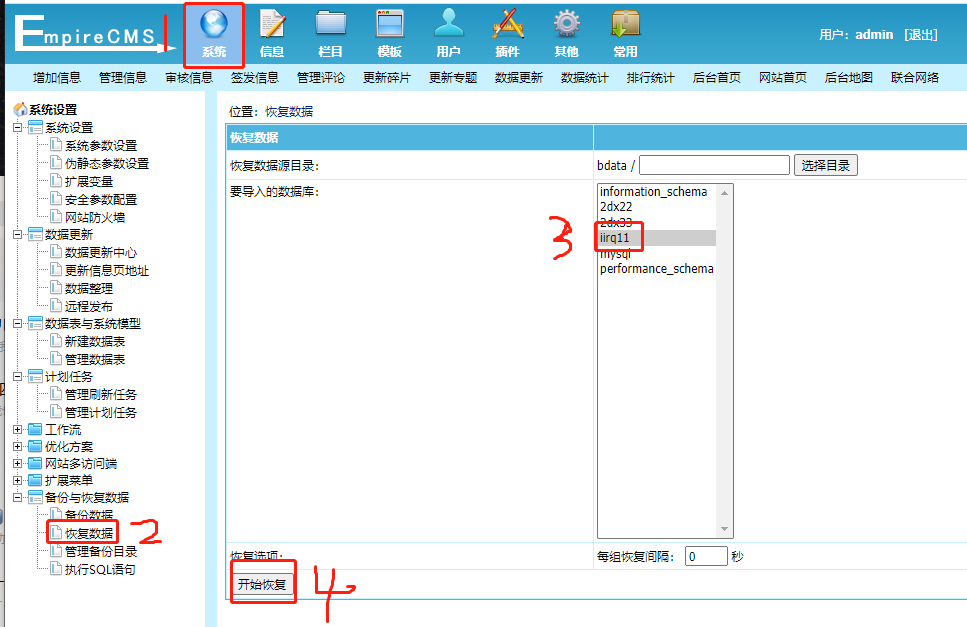 EmpireCMS
1
系统 信息 栏目 模板 用户 插件 其他 常用
用户: admin [退出]
增加信息 管理信息 审核信息 签发信息 管理评论 更新碎片 更新专题 数据更新 数据统计 排行统计 后台首页 网站首页 后台地图 联合网络
系统设置
系统设置
系统参数设置
伪静态参数设置
扩展变量
安全参数配置
网站防火墙
数据更新
数据更新中心
更新信息页地址
数据整理
远程发布
数据表与系统模型
新建数据表
管理数据表
计划任务
管理刷新任务
管理计划任务
工作流
优化方案
网站多访问端
扩展菜单
备份与恢复数据
备份数据
恢复数据 2
管理备份目录
执行SQL语句
位置: 恢复数据
恢复数据
恢复数据源目录: bdata / 选择目录
要导入的数据库:
information_schema
2dx22
2dx33
3 iirq11
mysql
performance_schema
恢复选项: 每组恢复间隔: 0 秒
开始恢复 4